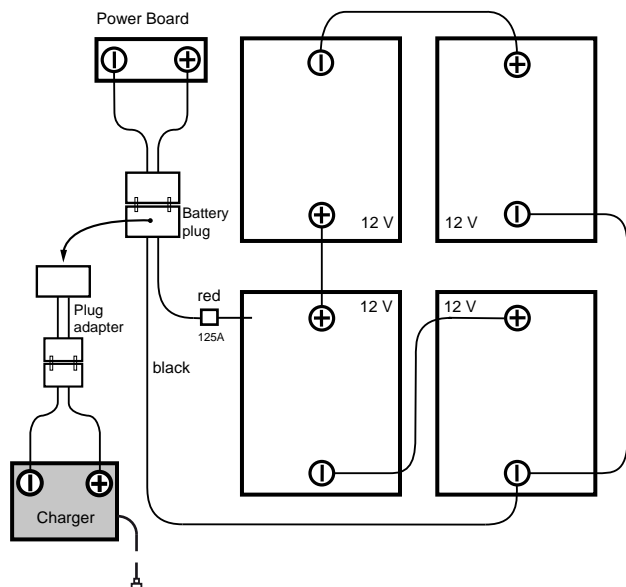 Power Board
12 V
12 V
Battery
plug
red
125A
12 V
12 V
Plug
adapter
black
Charger